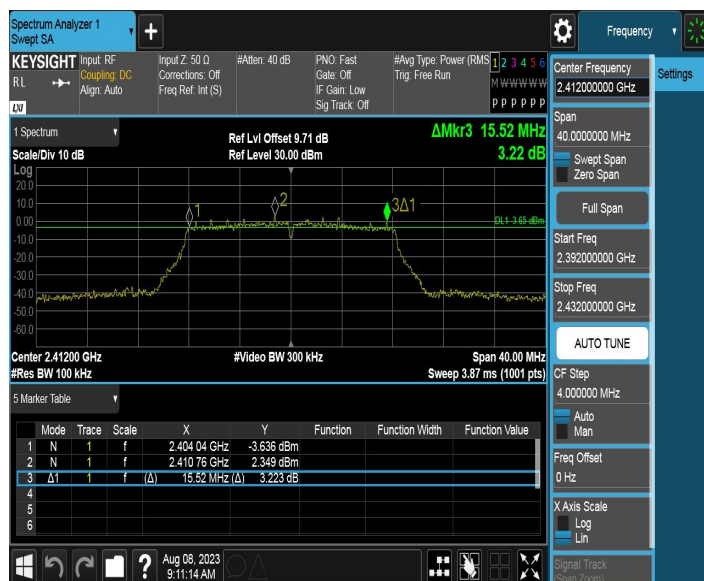 Spectrum Analyzer 1
Swept SA
+
Frequency
KEYSIGHT
RL
LXI
Input: RF
Coupling: DC
Align: Auto
Input Z: 50 Ω
Corrections: Off
Freq Ref: Int (S)
#Atten: 40 dB
PNO: Fast
Gate: Off
IF Gain: Low
Sig Track: Off
#Avg Type: Power (RMS
Trig: Free Run
1 2 3 4 5 6
M W W W W W
P P P P P P
Center Frequency
2.412000000 GHz
Settings
Span
40.0000000 MHz
Swept Span
Zero Span
Full Span
Start Freq
2.392000000 GHz
Stop Freq
2.432000000 GHz
AUTO TUNE
CF Step
4.000000 MHz
Auto
Man
Freq Offset
0 Hz
X Axis Scale
Log
Lin
Signal Track
(Span Zoom)
1 Spectrum
Scale/Div 10 dB
Ref Lvl Offset 9.71 dB
Ref Level 30.00 dBm
ΔMkr3 15.52 MHz
3.22 dB
Log
20.0
10.0
0.00
-10.0
-20.0
-30.0
-40.0
-50.0
-60.0
1
2
3Δ1
DL1 -3.65 dBm
Center 2.41200 GHz
#Video BW 300 kHz
Span 40.00 MHz
#Res BW 100 kHz
Sweep 3.87 ms (1001 pts)
5 Marker Table
Mode Trace Scale X Y Function Function Width Function Value
1 N 1 f 2.404 04 GHz -3.636 dBm
2 N 1 f 2.410 76 GHz 2.349 dBm
3 Δ1 1 f (Δ) 15.52 MHz (Δ) 3.223 dB
4
5
6
?
Aug 08, 2023
9:11:14 AM